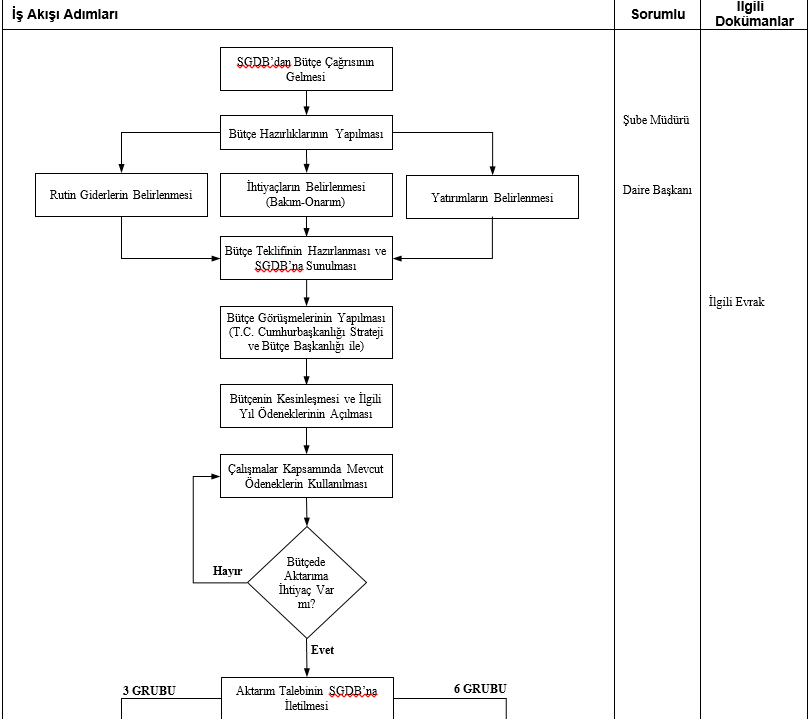 İş Akışı Adımları
Sorumlu
İlgili
Dokümanlar
SGDB'dan Bütçe Çağrısının
Gelmesi
Bütçe Hazırlıklarının Yapılması
Şube Müdürü
Rutin Giderlerin Belirlenmesi
İhtiyaçların Belirlenmesi
(Bakım-Onarım)
Yatırımların Belirlenmesi
Daire Başkanı
Bütçe Teklifinin Hazırlanması ve
SGDB'na Sunulması
İlgili Evrak
Bütçe Görüşmelerinin Yapılması
(T.C. Cumhurbaşkanlığı Strateji
ve Bütçe Başkanlığı ile)
Bütçenin Kesinleşmesi ve İlgili
Yıl Ödeneklerinin Açılması
Çalışmalar Kapsamında Mevcut
Ödeneklerin Kullanılması
Hayır
Bütçede
Aktarıma
İhtiyaç Var
mı?
Evet
3 GRUBU
Aktarım Talebinin SGDB'na
İletilmesi
6 GRUBU